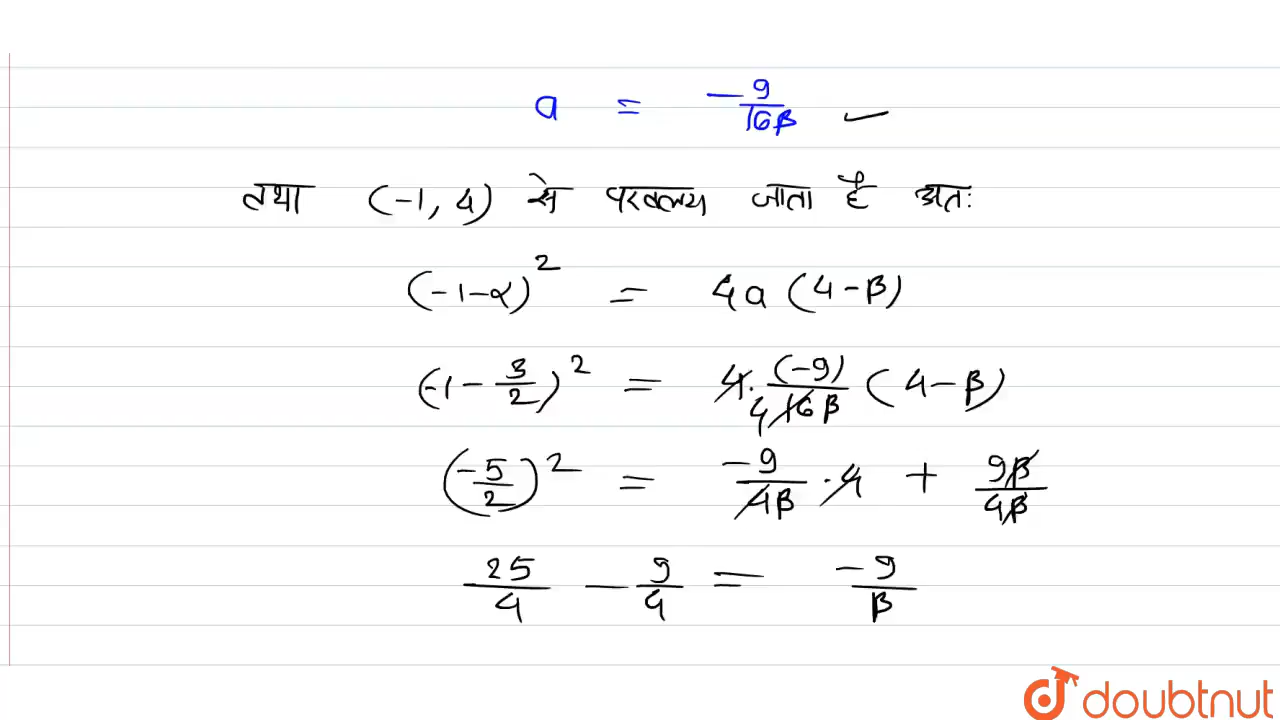 a = -9/16β
तथा (-1, 4) से परवलय जाता है अतः
(-1-α)² = 4a (4-β)
(-1 - 3/2)² = 4 · (-9)/4 16β (4-β)
(-5/2)² = -9/4β · 4 + 9β/4β
25/4 - 9/4 = -9/β
doubtnut